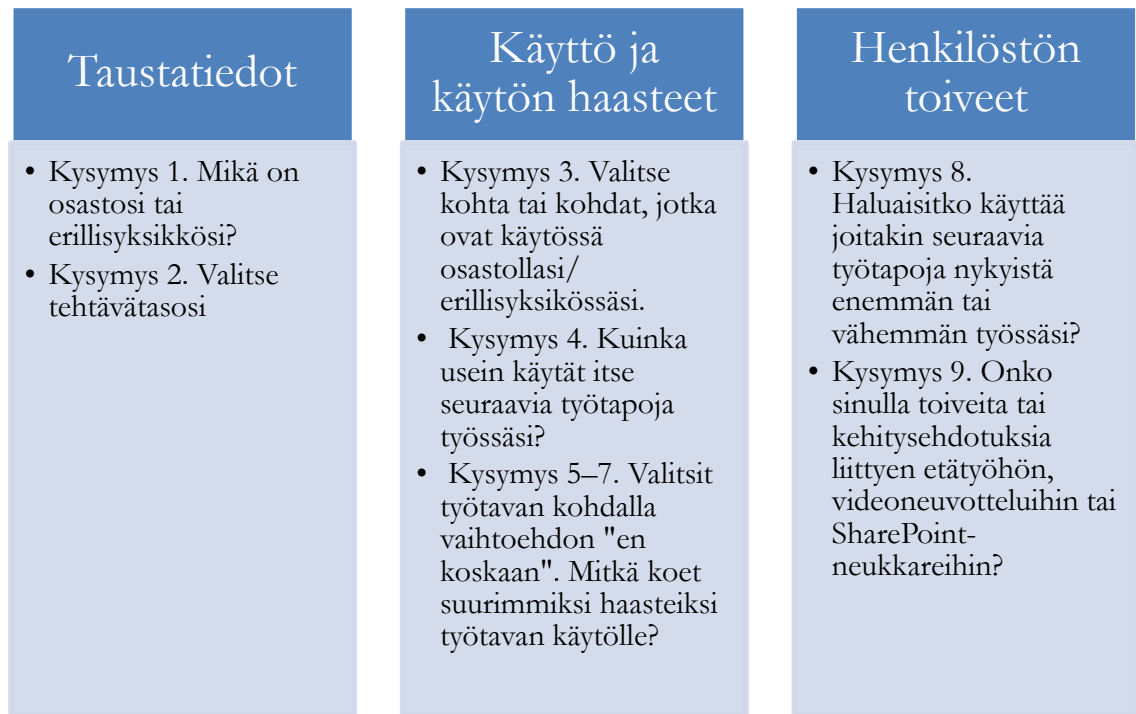 Taustatiedot
• Kysymys 1. Mikä on
osastosi tai
erillisyksikkösi?
• Kysymys 2. Valitse
tehtävätasosi
Käyttö ja
käytön haasteet
• Kysymys 3. Valitse
kohta tai kohdat, jotka
ovat käytössä
osastollasi/
erillisyksikössäsi.
• Kysymys 4. Kuinka
usein käytät itse
seuraavia työtapoja
työssäsi?
• Kysymys 5–7. Valitsit
työtavan kohdalla
vaihtoehdon "en
koskaan". Mitkä koet
suurimmiksi haasteiksi
työtavan käytölle?
Henkilöstön
toiveet
• Kysymys 8.
Haluaisitko käyttää
joitakin seuraavia
työtapoja nykyistä
enemmän tai
vähemmän työssäsi?
• Kysymys 9. Onko
sinulla toiveita tai
kehitysehdotuksia
liittyen etätyöhön,
videoneuvotteluihin tai
SharePoint-
neukkareihin?